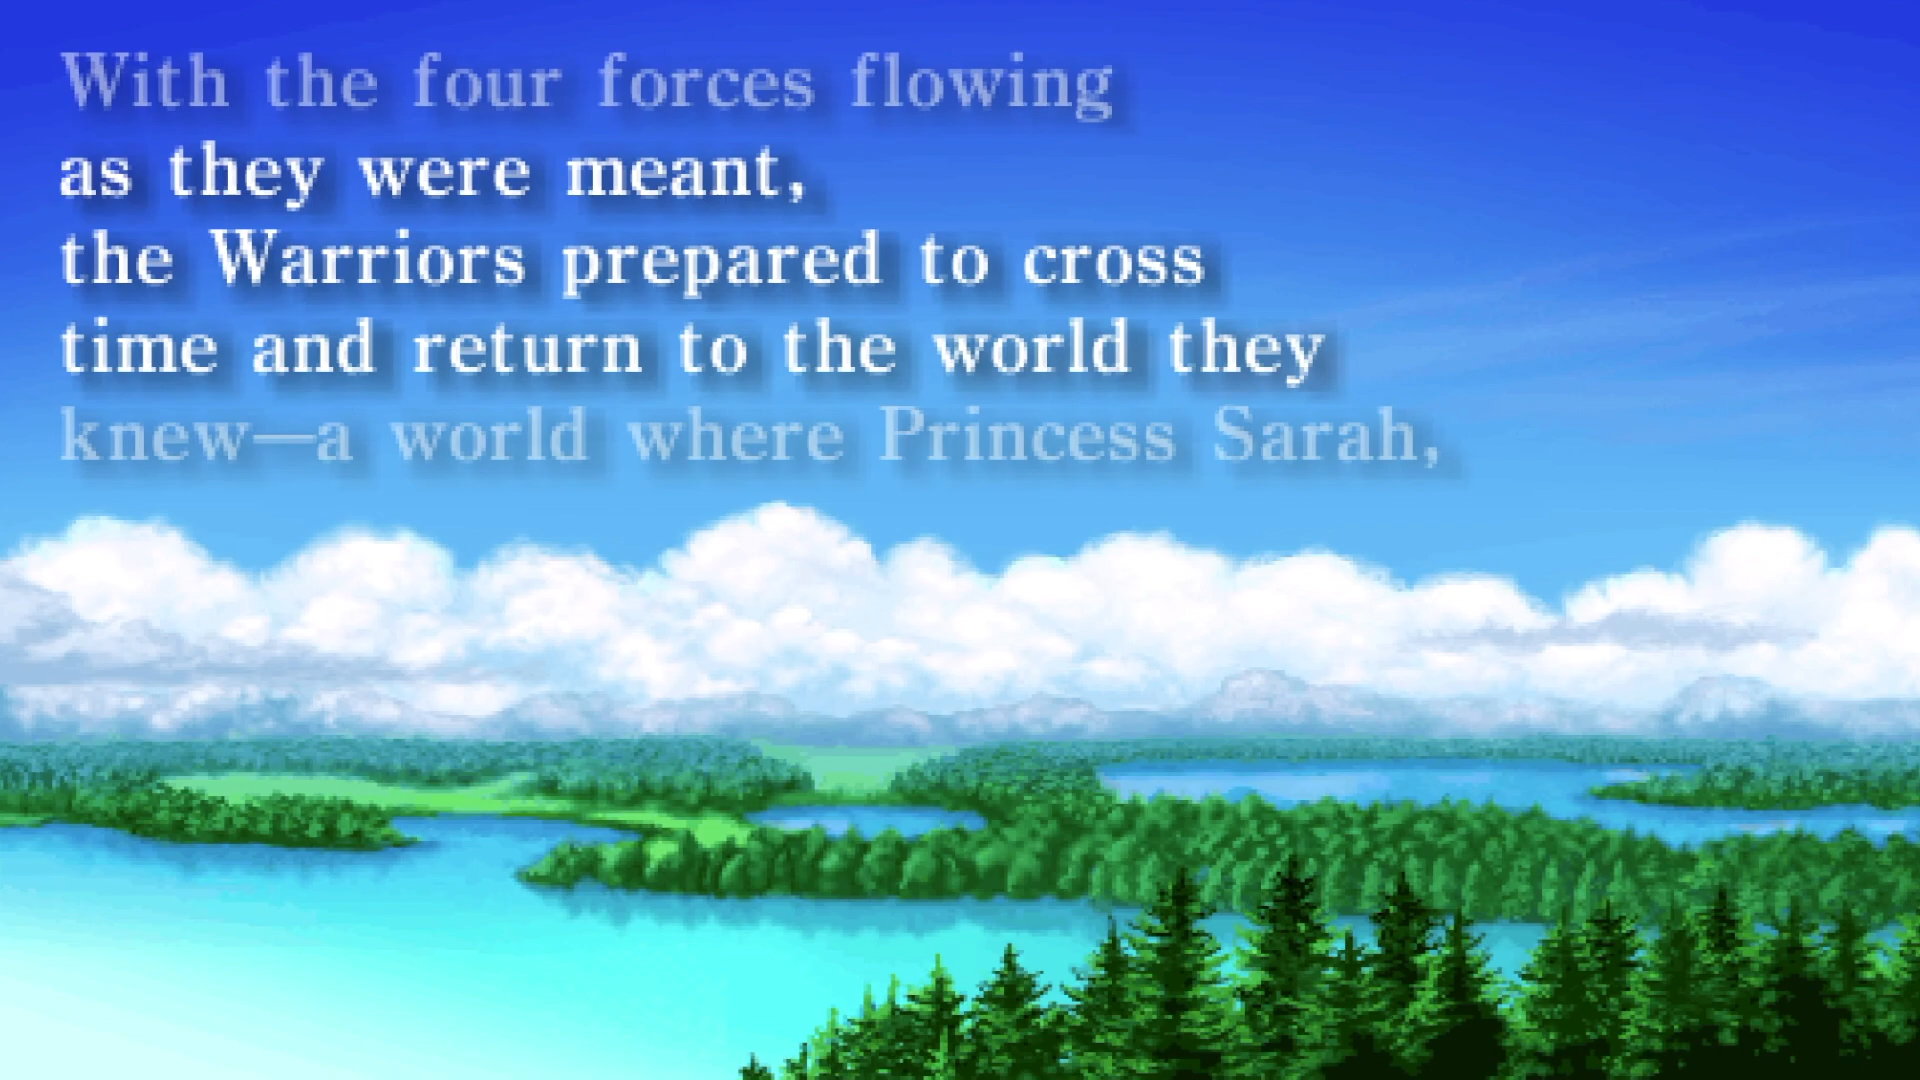 With the four forces flowing
as they were meant,
the Warriors prepared to cross
time and return to the world they
knew—a world where Princess Sarah,